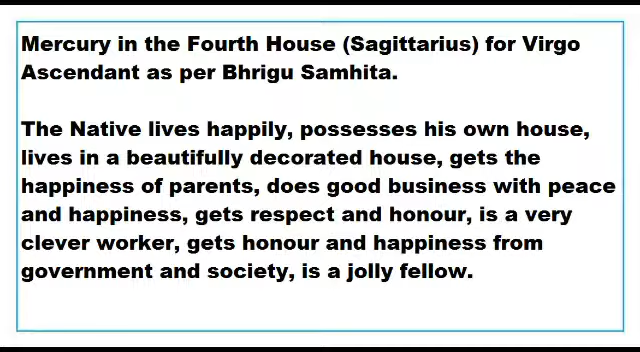 Mercury in the Fourth House (Sagittarius) for Virgo
Ascendant as per Bhrigu Samhita.
The Native lives happily, possesses his own house,
lives in a beautifully decorated house, gets the
happiness of parents, does good business with peace
and happiness, gets respect and honour, is a very
clever worker, gets honour and happiness from
government and society, is a jolly fellow.